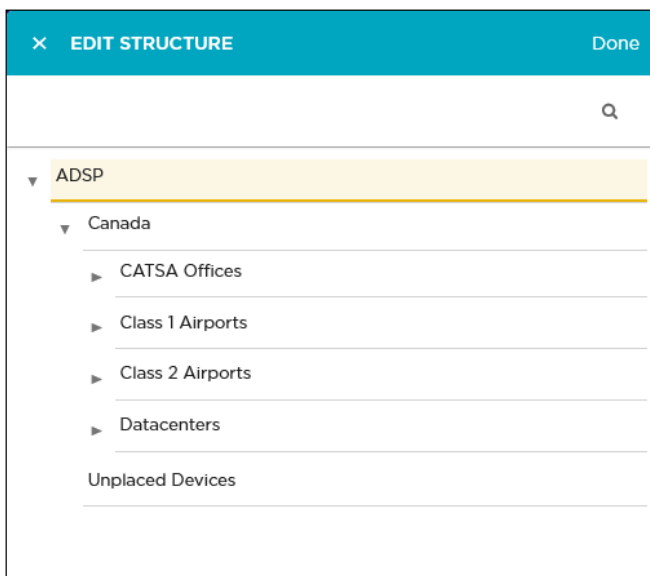 EDIT STRUCTURE Done
ADSP
Canada
CATSA Offices
Class 1 Airports
Class 2 Airports
Datacenters
Unplaced Devices